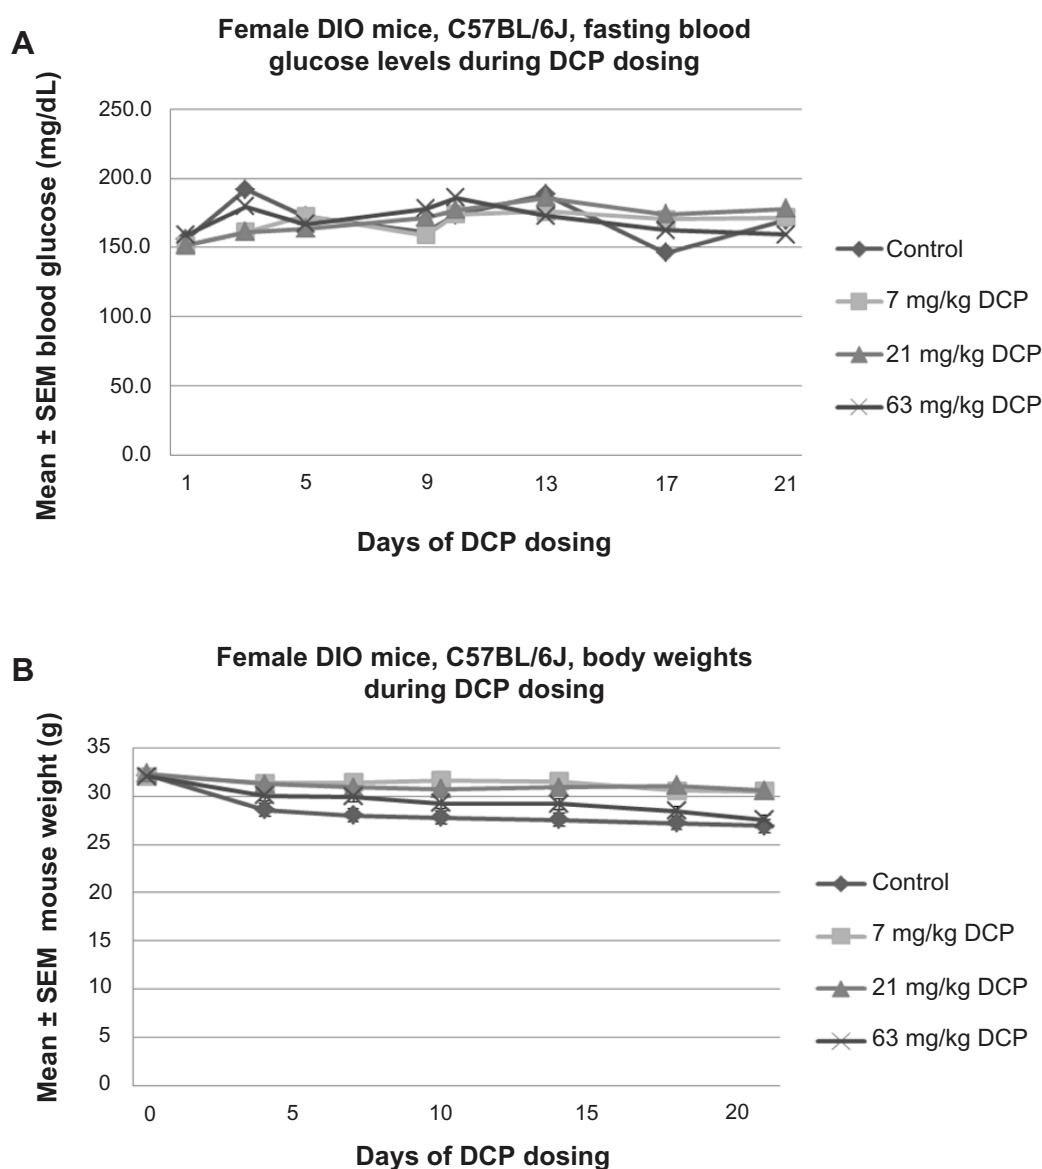 A
Female DIO mice, C57BL/6J, fasting blood
glucose levels during DCP dosing
Mean ± SEM blood glucose (mg/dL)
250.0
200.0
150.0
100.0
50.0
0.0
1 5 9 13 17 21
Days of DCP dosing
Control
7 mg/kg DCP
21 mg/kg DCP
63 mg/kg DCP
B
Female DIO mice, C57BL/6J, body weights
during DCP dosing
Mean ± SEM mouse weight (g)
35
30
25
20
15
10
5
0
0 5 10 15 20
Days of DCP dosing
Control
7 mg/kg DCP
21 mg/kg DCP
63 mg/kg DCP